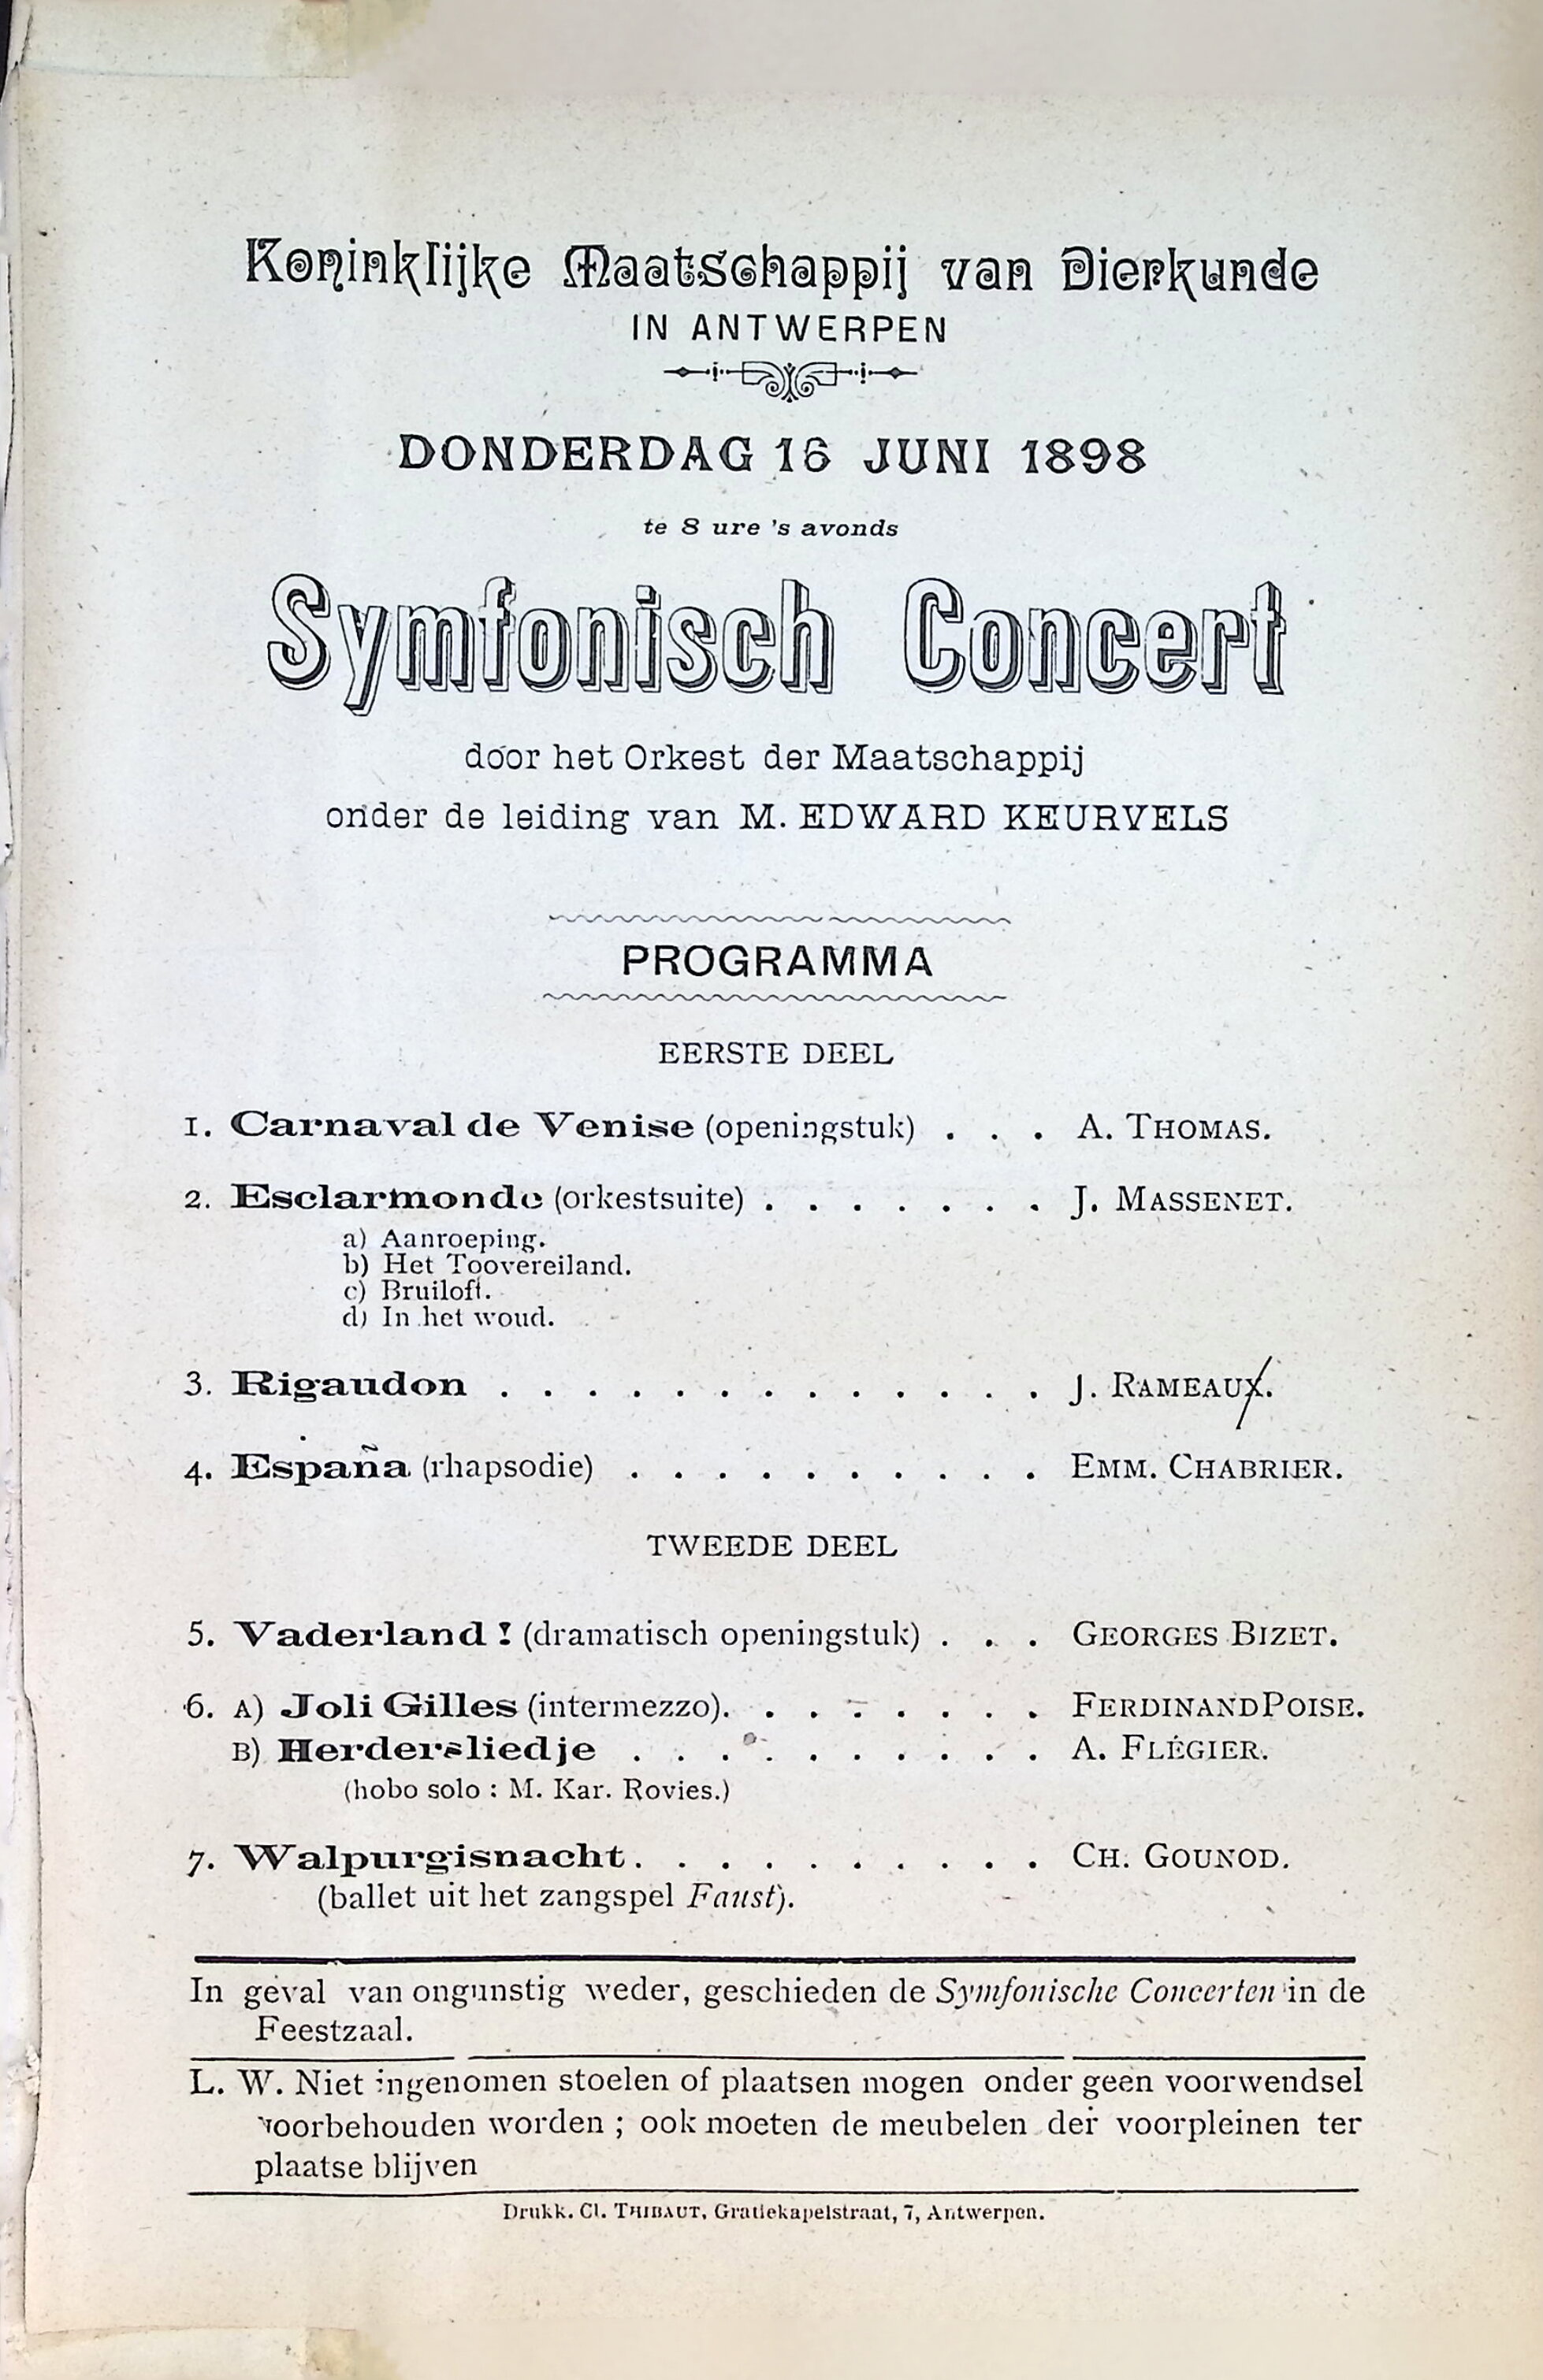 Koninklijke Maatschappij van Dierkunde
IN ANTWERPEN
DONDERDAG 16 JUNI 1898
te 8 ure 's avonds
Symfonisch Concert
door het Orkest der Maatschappij
onder de leiding van M. EDWARD KEURVELS
PROGRAMMA
EERSTE DEEL
1. Carnaval de Venise (openingstuk) . . . A. THOMAS.
2. Esclarmonde (orkestsuite) . . . . . . . J. MASSENET.
a) Aanroeping.
b) Het Toovereiland.
c) Bruiloft.
d) In het woud.
3. Rigaudon . . . . . . . . . . . . . J. RAMEAUX.
4. España (rhapsodie) . . . . . . . . . . EMM. CHABRIER.
TWEEDE DEEL
5. Vaderland ! (dramatisch openingstuk) . . . GEORGES BIZET.
6. A) Joli Gilles (intermezzo). . . . . . . . FERDINAND POISE.
B) Herdersliedje . . . . . . . . . . A. FLÉGIER.
(hobo solo : M. Kar. Rovies.)
7. Walpurgisnacht. . . . . . . . . . CH. GOUNOD.
(ballet uit het zangspel Faust).
In geval van ongunstig weder, geschieden de Symfonische Concerten in de
Feestzaal.
L. W. Niet ingenomen stoelen of plaatsen mogen onder geen voorwendsel
voorbehouden worden ; ook moeten de meubelen der voorpleinen ter
plaatse blijven
Drukk. Cl. THIBAUT, Gratiekapelstraat, 7, Antwerpen.